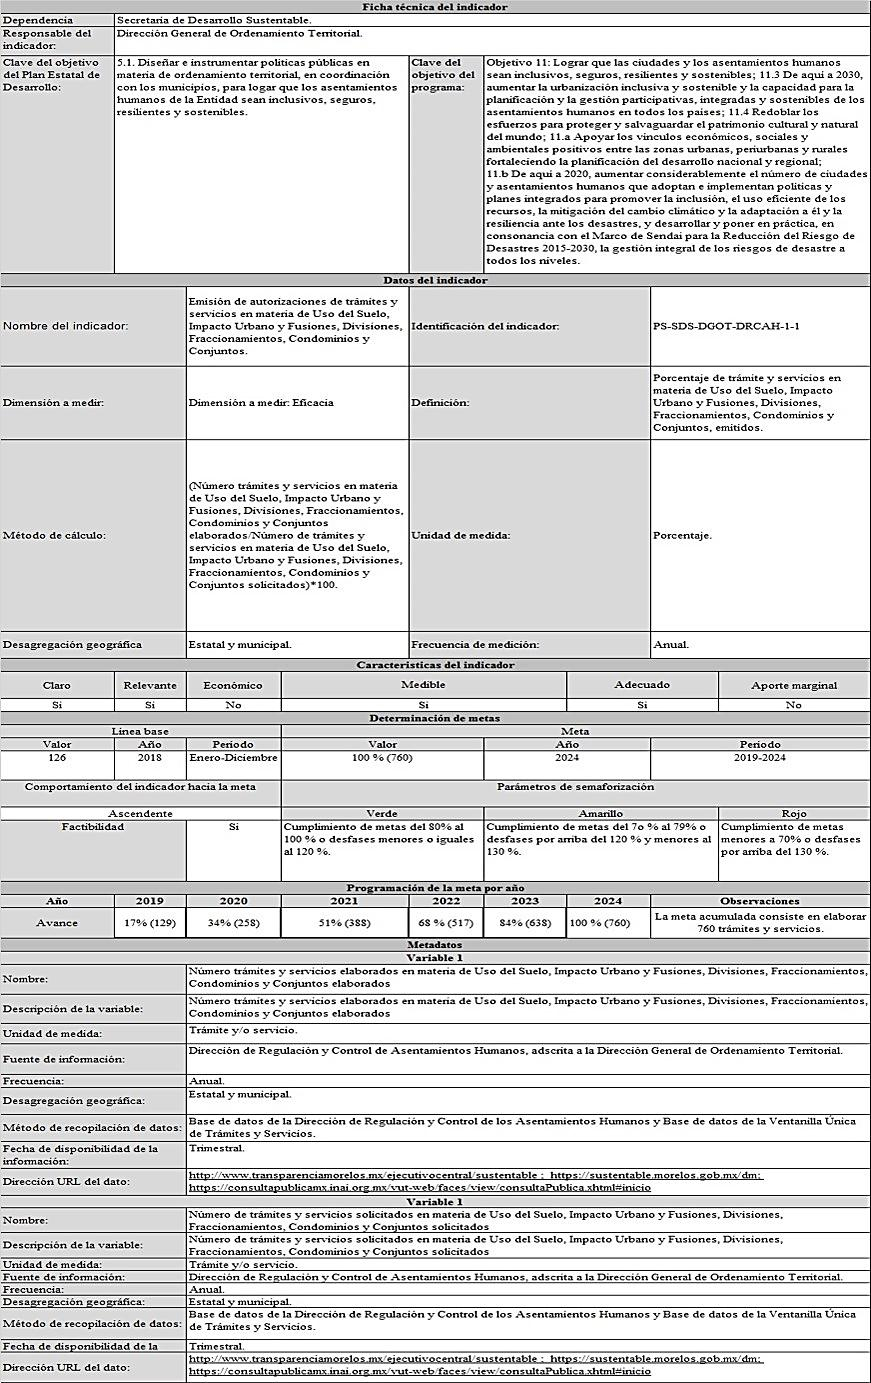 Ficha técnica del indicador
Dependencia
Secretaría de Desarrollo Sustentable.
Responsable del
indicador:
Dirección General de Ordenamiento Territorial.
Clave del objetivo
del Plan Estatal de
Desarrollo:
5.1. Diseñar e instrumentar políticas públicas en
materia de ordenamiento territorial, en coordinación
con los municipios, para logar que los asentamientos
humanos de la Entidad sean inclusivos, seguros,
resilientes y sostenibles.
Clave del
objetivo del
programa:
Objetivo 11: Lograr que las ciudades y los asentamientos humanos
sean inclusivos, seguros, resilientes y sostenibles; 11.3 De aquí a 2030,
aumentar la urbanización inclusiva y sostenible y la capacidad para la
planificación y la gestión participativas, integradas y sostenibles de los
asentamientos humanos en todos los países; 11.4 Redoblar los
esfuerzos para proteger y salvaguardar el patrimonio cultural y natural
del mundo; 11.a Apoyar los vínculos económicos, sociales y
ambientales positivos entre las zonas urbanas, periurbanas y rurales
fortaleciendo la planificación del desarrollo nacional y regional;
11.b De aquí a 2020, aumentar considerablemente el número de ciudades
y asentamientos humanos que adoptan e implementan políticas y
planes integrados para promover la inclusión, el uso eficiente de los
recursos, la mitigación del cambio climático y la adaptación a él y la
resiliencia ante los desastres, y desarrollar y poner en práctica, en
consonancia con el Marco de Sendai para la Reducción del Riesgo de
Desastres 2015-2030, la gestión integral de los riesgos de desastre a
todos los niveles.
Datos del indicador
Nombre del indicador:
Emisión de autorizaciones de trámites y
servicios en materia de Uso del Suelo,
Impacto Urbano y Fusiones, Divisiones,
Fraccionamientos, Condominios y
Conjuntos.
Identificación del indicador:
PS-SDS-DGOT-DRCAH-1-1
Dimensión a medir:
Dimensión a medir: Eficacia
Definición:
Porcentaje de trámite y servicios en
materia de Uso del Suelo, Impacto
Urbano y Fusiones, Divisiones,
Fraccionamientos, Condominios y
Conjuntos, emitidos.
Método de cálculo:
(Número trámites y servicios en materia
de Uso del Suelo, Impacto Urbano y
Fusiones, Divisiones, Fraccionamientos,
Condominios y Conjuntos
elaborados/Número de trámites y
servicios en materia de Uso del Suelo,
Impacto Urbano y Fusiones, Divisiones,
Fraccionamientos, Condominios y
Conjuntos solicitados)*100.
Unidad de medida:
Porcentaje.
Desagregación geográfica
Estatal y municipal.
Frecuencia de medición:
Anual.
Características del indicador
Claro Relevante Económico Medible Adecuado Aporte marginal
Si Si No Si Si No
Determinación de metas
Línea base Meta
Valor Año Período Valor Año Período
126 2018 Enero-Diciembre 100 % (760) 2024 2019-2024
Comportamiento del indicador hacia la meta Parámetros de semaforización
Ascendente Verde Amarillo Rojo
Factibilidad Si
Cumplimiento de metas del 80% al
100 % o desfases menores o iguales
al 120 %.
Cumplimiento de metas del 7o % al 79% o
desfases por arriba del 120 % y menores al
130 %.
Cumplimiento de metas
menores a 70% o desfases
por arriba del 130 %.
Programación de la meta por año
Año 2019 2020 2021 2022 2023 2024 Observaciones
Avance 17% (129) 34% (258) 51% (388) 68 % (517) 84% (638) 100 % (760)
La meta acumulada consiste en elaborar
760 trámites y servicios.
Metadatos
Variable 1
Nombre:
Número trámites y servicios elaborados en materia de Uso del Suelo, Impacto Urbano y Fusiones, Divisiones, Fraccionamientos,
Condominios y Conjuntos elaborados
Descripción de la variable:
Número trámites y servicios elaborados en materia de Uso del Suelo, Impacto Urbano y Fusiones, Divisiones, Fraccionamientos,
Condominios y Conjuntos elaborados
Unidad de medida:
Trámite y/o servicio.
Fuente de información:
Dirección de Regulación y Control de Asentamientos Humanos, adscrita a la Dirección General de Ordenamiento Territorial.
Frecuencia:
Anual.
Desagregación geográfica:
Estatal y municipal.
Método de recopilación de datos:
Base de datos de la Dirección de Regulación y Control de los Asentamientos Humanos y Base de datos de la Ventanilla Única
de Trámites y Servicios.
Fecha de disponibilidad de la
información:
Trimestral.
Dirección URL del dato:
http://www.transparenciamorelos.mx/ejecutivocentral/sustentable ; https://sustentable.morelos.gob.mx/dm;
https://consultapublicamx.inai.org.mx/vut-web/faces/view/consultaPublica.xhtml#inicio
Variable 1
Nombre:
Número de trámites y servicios solicitados en materia de Uso del Suelo, Impacto Urbano y Fusiones, Divisiones,
Fraccionamientos, Condominios y Conjuntos solicitados
Descripción de la variable:
Número de trámites y servicios solicitados en materia de Uso del Suelo, Impacto Urbano y Fusiones, Divisiones,
Fraccionamientos, Condominios y Conjuntos solicitados
Unidad de medida:
Trámite y/o servicio.
Fuente de información:
Dirección de Regulación y Control de Asentamientos Humanos, adscrita a la Dirección General de Ordenamiento Territorial.
Frecuencia:
Anual.
Desagregación geográfica:
Estatal y municipal.
Método de recopilación de datos:
Base de datos de la Dirección de Regulación y Control de los Asentamientos Humanos y Base de datos de la Ventanilla Única
de Trámites y Servicios.
Fecha de disponibilidad de la
Trimestral.
Dirección URL del dato:
http://www.transparenciamorelos.mx/ejecutivocentral/sustentable ; https://sustentable.morelos.gob.mx/dm;
https://consultapublicamx.inai.org.mx/vut-web/faces/view/consultaPublica.xhtml#inicio